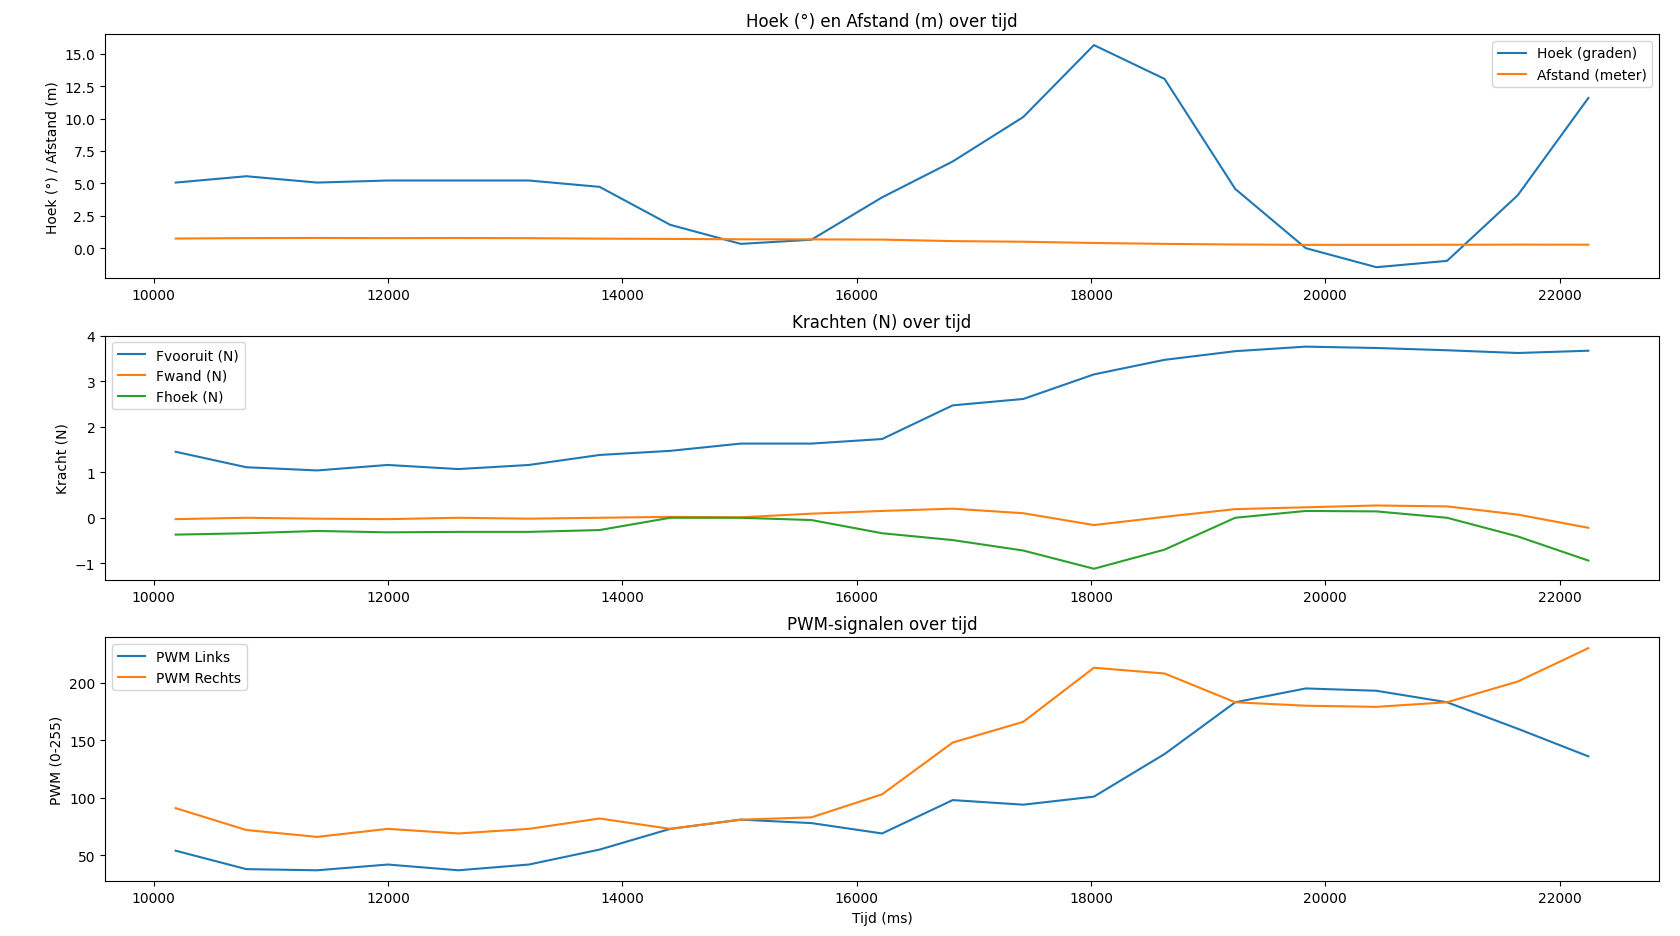 Hoek (°) en Afstand (m) over tijd
Hoek (°) / Afstand (m)
15.0
12.5
10.0
7.5
5.0
2.5
0.0
Hoek (graden)
Afstand (meter)
10000 12000 14000 16000 18000 20000 22000
Krachten (N) over tijd
Kracht (N)
4
3
2
1
0
−1
Fvooruit (N)
Fwand (N)
Fhoek (N)
10000 12000 14000 16000 18000 20000 22000
PWM-signalen over tijd
PWM (0-255)
200
150
100
50
PWM Links
PWM Rechts
10000 12000 14000 16000 18000 20000 22000
Tijd (ms)